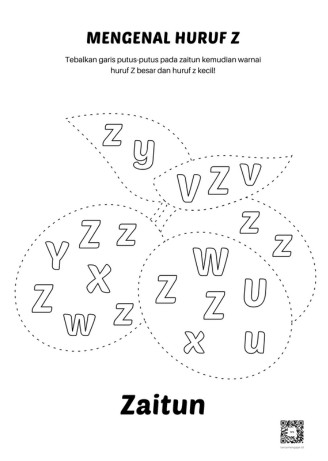 MENGENAL HURUF Z
Tebalkan garis putus-putus pada zaitun kemudian warnai
huruf Z besar dan huruf z kecil!
z y
v Z v
Y Z z
z
z
X
Z
w z
W
Z Z U
x u
Zaitun